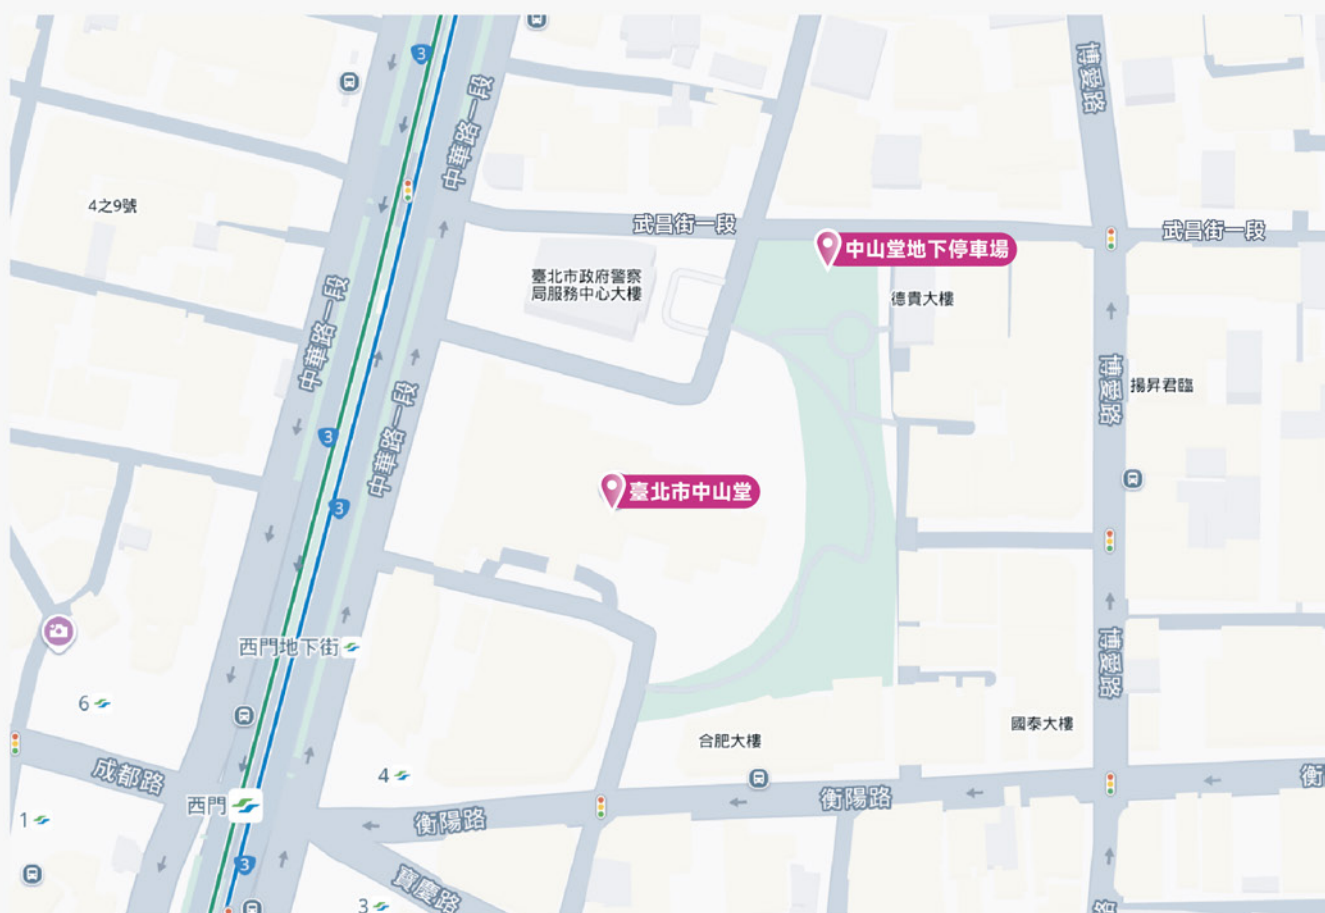 3
中華路一段
博愛路
4之9號
武昌街一段
武昌街一段
中山堂地下停車場
臺北市政府警察
局服務中心大樓
德貴大樓
中華路一段
博愛路
揚昇君臨
中華路一段
3
臺北市中山堂
3
西門地下街
博愛路
6
合肥大樓
國泰大樓
成都路
4
衡
西門
衡陽路
衡陽路
1
3
寶慶路
3
路